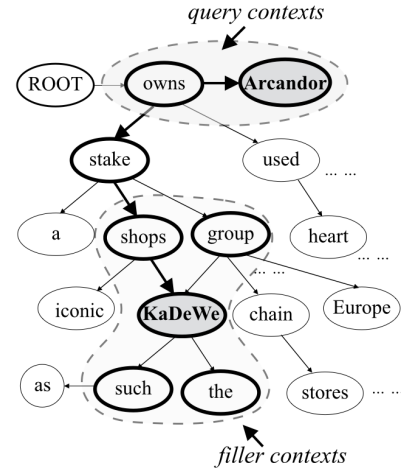 query contexts
ROOT owns Arcandor
stake used ... ...
a shops group heart ... ...
... ...
iconic KaDeWe chain Europe
as such the stores ... ...
filler contexts